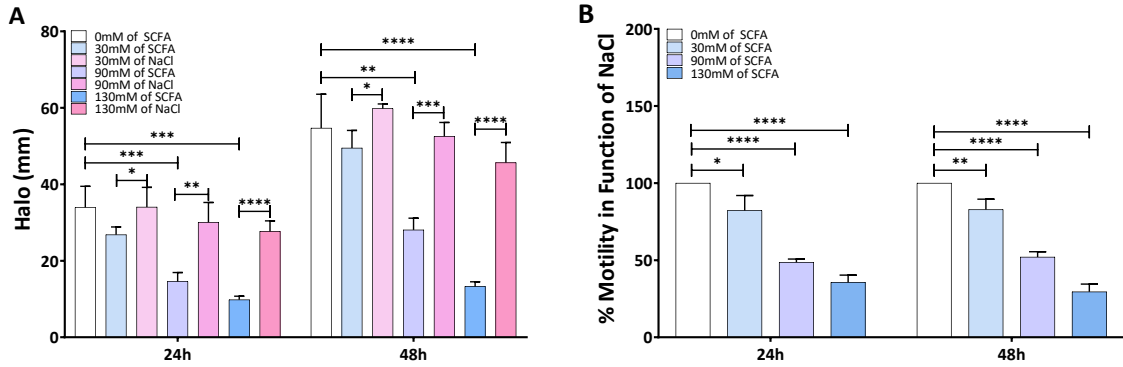 A
Halo (mm)
80
60
40
20
0
0mM of SCFA
30mM of SCFA
30mM of NaCl
90mM of SCFA
90mM of NaCl
130mM of SCFA
130mM of NaCl
***
***
*
**
****
****
**
*
***
****
24h
48h
B
% Motility in Function of NaCl
200
150
100
50
0
0mM of SCFA
30mM of SCFA
90mM of SCFA
130mM of SCFA
****
****
*
****
****
**
24h
48h